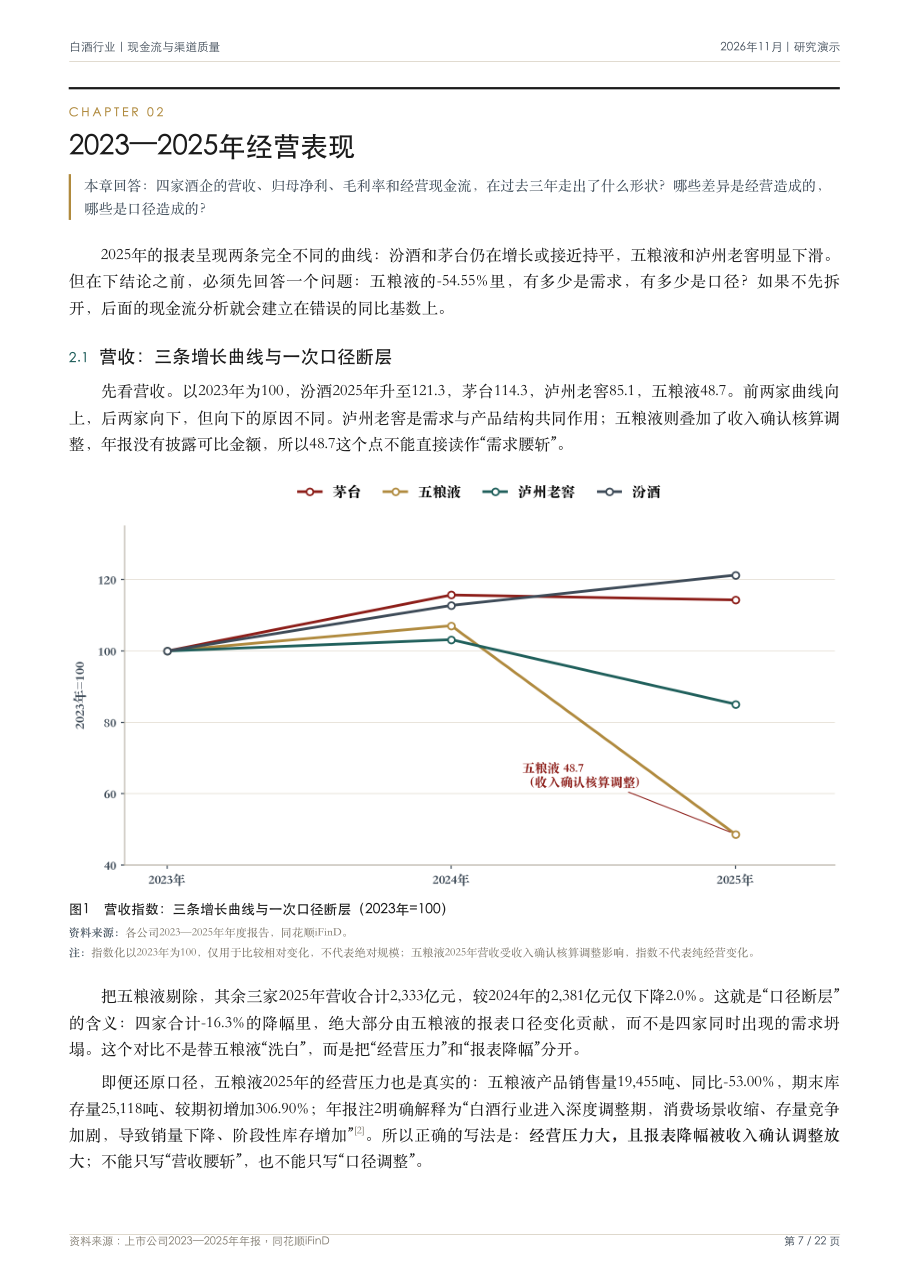 白酒行业丨现金流与渠道质量
2026年11月丨研究演示
CHAPTER 02
2023—2025年经营表现
本章回答：四家酒企的营收、归母净利、毛利率和经营现金流，在过去三年走出了什么形状？哪些差异是经营造成的，
哪些是口径造成的？
2025年的报表呈现两条完全不同的曲线：汾酒和茅台仍在增长或接近持平，五粮液和泸州老窖明显下滑。
但在下结论之前，必须先回答一个问题：五粮液的-54.55%里，有多少是需求，有多少是口径？如果不先拆
开，后面的现金流分析就会建立在错误的同比基数上。
2.1 营收：三条增长曲线与一次口径断层
先看营收。以2023年为100，汾酒2025年升至121.3，茅台114.3，泸州老窖85.1，五粮液48.7。前两家曲线向
上，后两家向下，但向下的原因不同。泸州老窖是需求与产品结构共同作用；五粮液则叠加了收入确认核算调
整，年报没有披露可比金额，所以48.7这个点不能直接读作“需求腰斩”。
茅台 五粮液 泸州老窖 汾酒
120
100
80
60
40
2023年=100
五粮液 48.7
（收入确认核算调整）
2023年 2024年 2025年
图1 营收指数：三条增长曲线与一次口径断层（2023年=100）
资料来源：各公司2023—2025年年度报告，同花顺iFinD。
注：指数化以2023年为100，仅用于比较相对变化，不代表绝对规模；五粮液2025年营收受收入确认核算调整影响，指数不代表纯经营变化。
把五粮液剔除，其余三家2025年营收合计2,333亿元，较2024年的2,381亿元仅下降2.0%。这就是“口径断层”
的含义：四家合计-16.3%的降幅里，绝大部分由五粮液的报表口径变化贡献，而不是四家同时出现的需求坍
塌。这个对比不是替五粮液“洗白”，而是把“经营压力”和“报表降幅”分开。
即便还原口径，五粮液2025年的经营压力也是真实的：五粮液产品销售量19,455吨、同比-53.00%，期末库
存量25,118吨、较期初增加306.90%；年报注2明确解释为“白酒行业进入深度调整期，消费场景收缩、存量竞争
加剧，导致销量下降、阶段性库存增加”[2]。所以正确的写法是：经营压力大，且报表降幅被收入确认调整放
大；不能只写“营收腰斩”，也不能只写“口径调整”。
资料来源：上市公司2023—2025年年报 · 同花顺iFinD
第 7 / 22 页